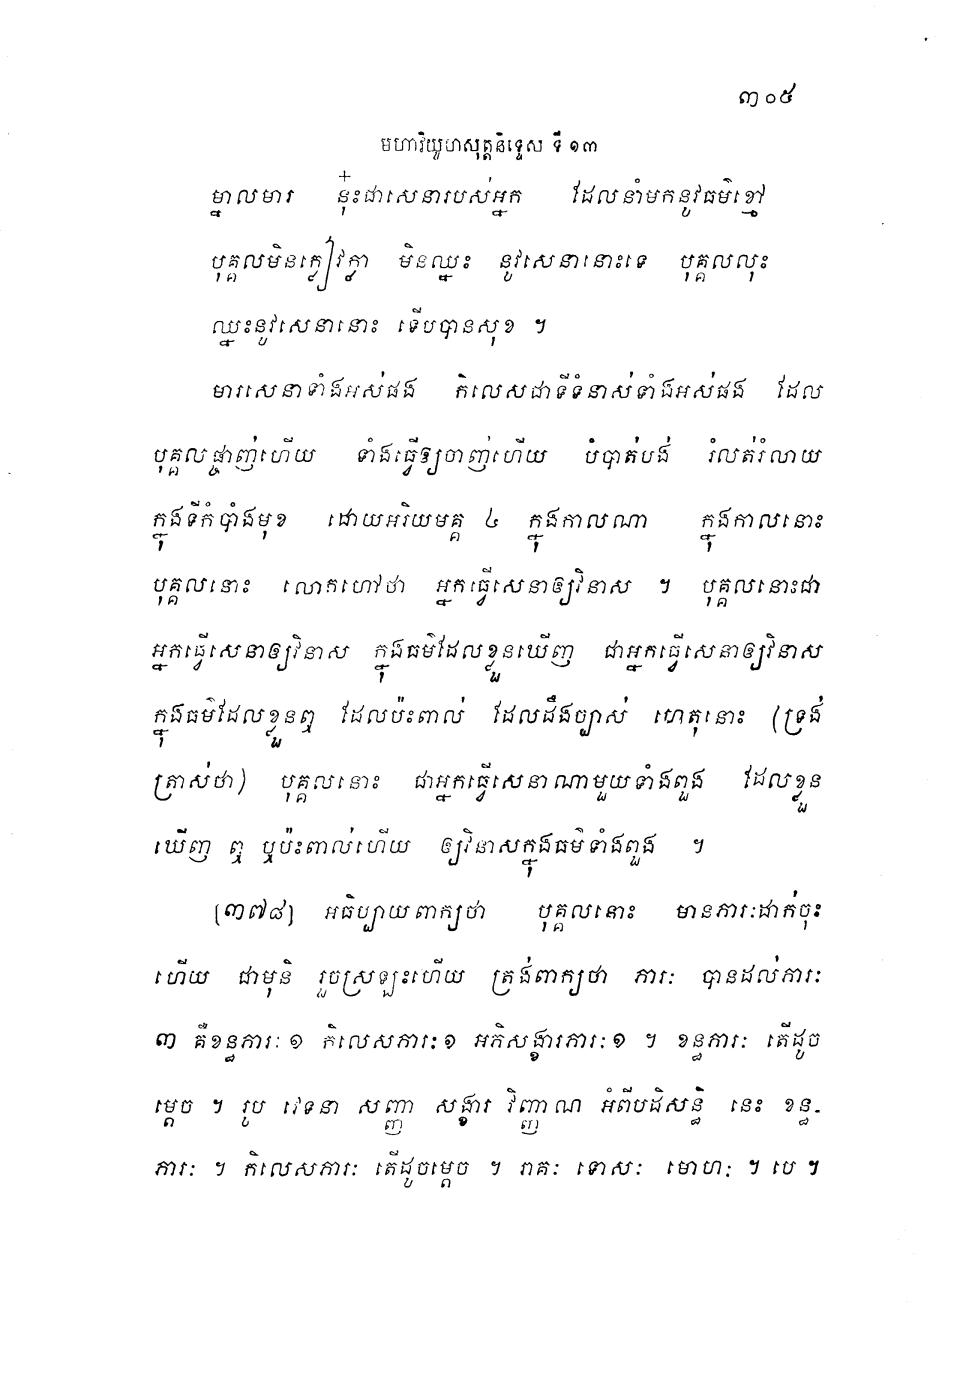 ៣០៥
មហាវិយូហសុត្តនិទ្ទេស ទី ១៣
ម្នាលមារ នុ៎ះជាសេនារបស់អ្នក ដែលនាំមកនូវធម៌ខ្មៅ
បុគ្គលមិនក្លៀវក្លា មិនឈ្នះ នូវសេនានោះទេ បុគ្គលលុះ
ឈ្នះនូវសេនានោះ ទើបបានសុខ ។
មារសេនាទាំងអស់ផង កិលេសជាទីទំនាស់ទាំងអស់ផង ដែល
បុគ្គលផ្ចាញ់ហើយ ទាំងធ្វើឲ្យចាញ់ហើយ បំបាត់បង់ រំលត់រំលាយ
ក្នុងទីកំបាំងមុខ ដោយអរិយមគ្គ ៤ ក្នុងកាលណា ក្នុងកាលនោះ
បុគ្គលនោះ លោកហៅថា អ្នកធ្វើសេនាឲ្យវិនាស ។ បុគ្គលនោះជា
អ្នកធ្វើសេនាឲ្យវិនាស ក្នុងធម៌ដែលខ្លួនឃើញ ជាអ្នកធ្វើសេនាឲ្យវិនាស
ក្នុងធម៌ដែលខ្លួនឮ ដែលប៉ះពាល់ ដែលដឹងច្បាស់ ហេតុនោះ (ទ្រង់
ត្រាស់ថា) បុគ្គលនោះ ជាអ្នកធ្វើសេនាណាមួយទាំងពួង ដែលខ្លួន
ឃើញ ឮ ឬប៉ះពាល់ហើយ ឲ្យវិនាសក្នុងធម៌ទាំងពួង ។
[៣៧៨] អធិប្បាយពាក្យថា បុគ្គលនោះ មានភារៈដាក់ចុះ
ហើយ ជាមុនិ រួចស្រឡះហើយ ត្រង់ពាក្យថា ភារៈ បានដល់ភារៈ
៣ គឺខន្ធភារៈ ១ កិលេសភារៈ ១ អភិសង្ខារភារៈ ១ ។ ខន្ធភារៈ តើដូច
ម្តេច ។ រូប វេទនា សញ្ញា សង្ខារ វិញ្ញាណ អំពីបដិសន្ធិ នេះ ខន្ធ-
ភារៈ ។ កិលេសភារៈ តើដូចម្តេច ។ រាគៈ ទោសៈ មោហៈ ។ បេ ។